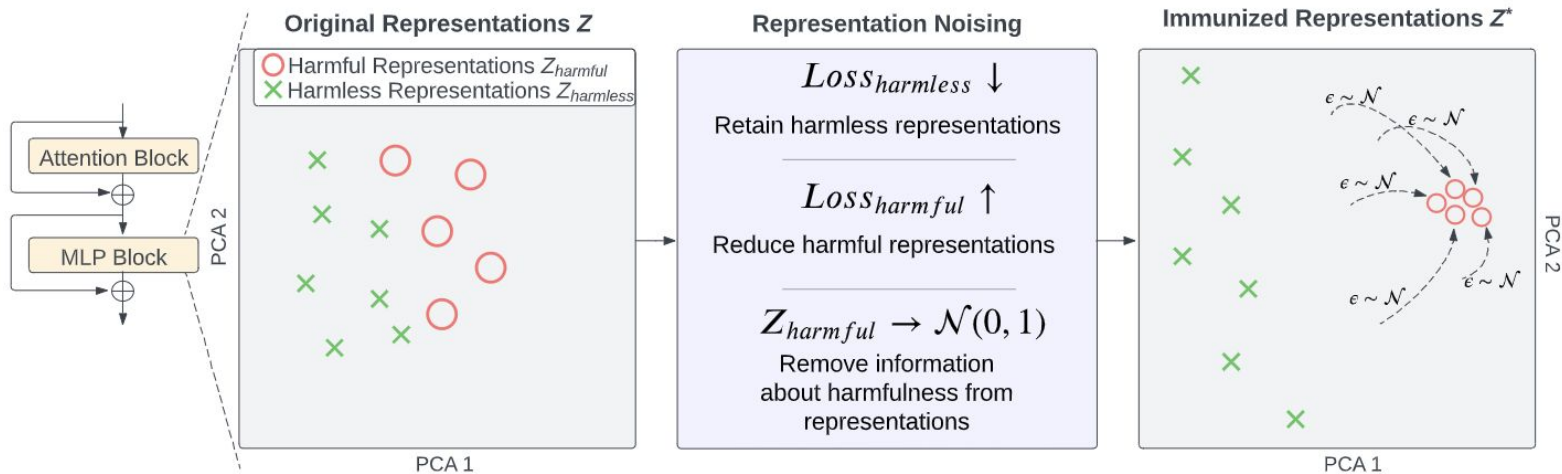 Attention Block
MLP Block
Original Representations Z
Harmful Representations Z_harmful
Harmless Representations Z_harmless
PCA 2
PCA 1
Representation Noising
Loss_harmless ↓
Retain harmless representations
Loss_harmful ↑
Reduce harmful representations
Z_harmful → 𝒩(0, 1)
Remove information
about harmfulness from
representations
Immunized Representations Z*
ϵ ~ 𝒩
ϵ ~ 𝒩
ϵ ~ 𝒩
ϵ ~ 𝒩
ϵ ~ 𝒩
PCA 2
PCA 1